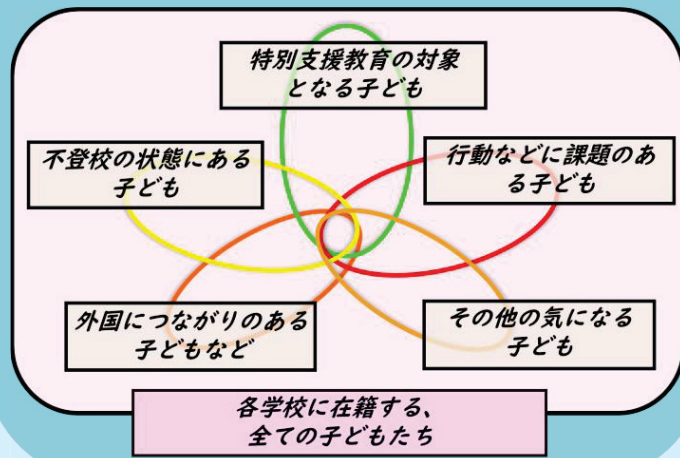 特別支援教育の対象
となる子ども
不登校の状態にある
子ども
行動などに課題のあ
る子ども
外国につながりのある
子どもなど
その他の気になる
子ども
各学校に在籍する、
全ての子どもたち